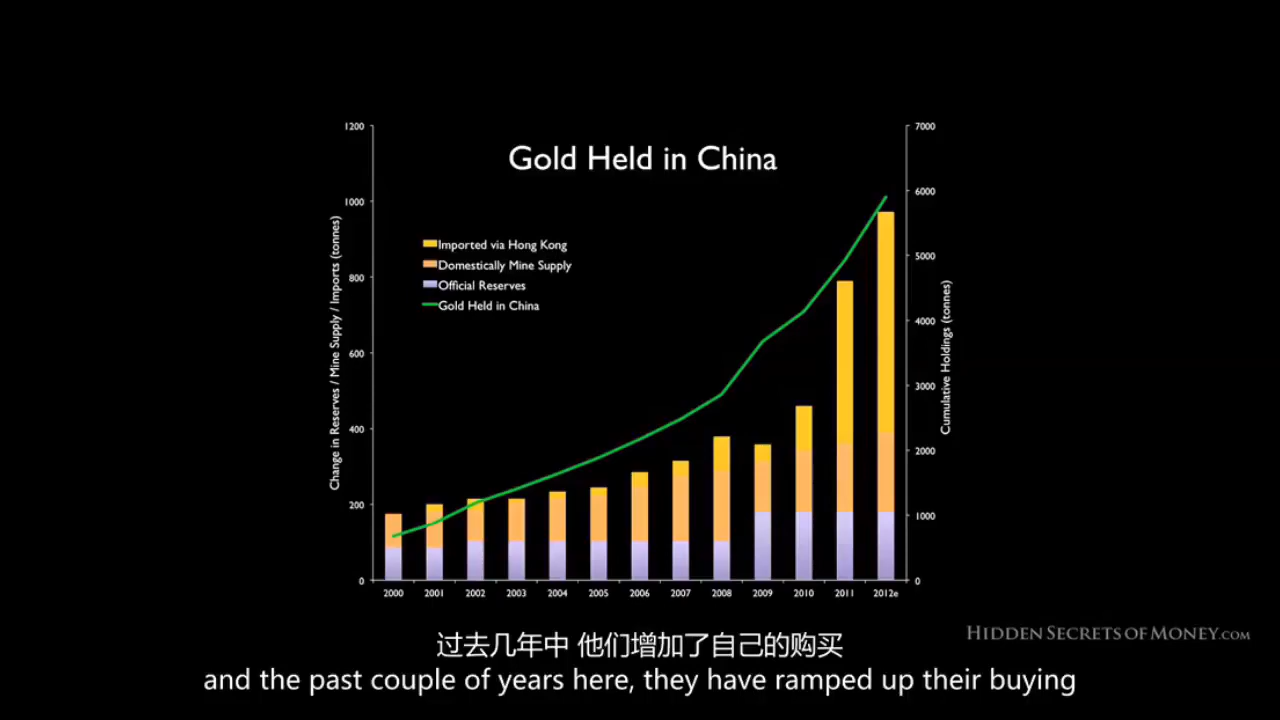 Gold Held in China
1200
1000
800
600
400
200
0
Change in Reserves / Mine Supply / Imports (tonnes)
Imported via Hong Kong
Domestically Mine Supply
Official Reserves
Gold Held in China
7000
6000
5000
4000
3000
2000
1000
0
Cumulative Holdings (tonnes)
2000 2001 2002 2003 2004 2005 2006 2007 2008 2009 2010 2011 2012e
HIDDEN SECRETS OF MONEY.COM
过去几年中 他们增加了自己的购买
and the past couple of years here, they have ramped up their buying